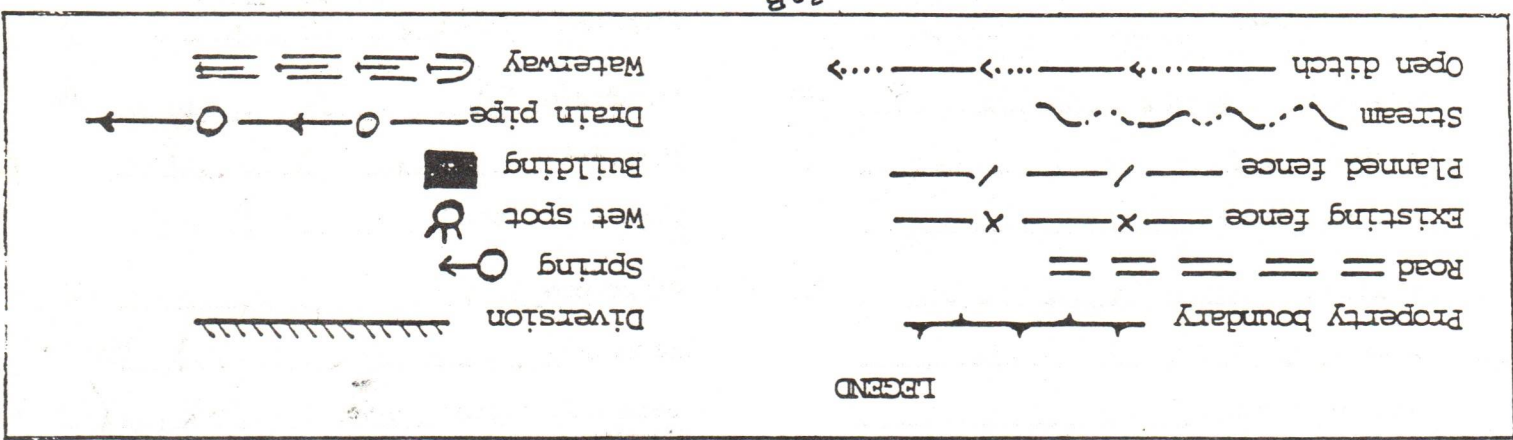 LEGEND
Property boundary
Road
Existing fence
Planned fence
Stream
Open ditch
Diversion
Spring
Wet spot
Building
Drain pipe
Waterway